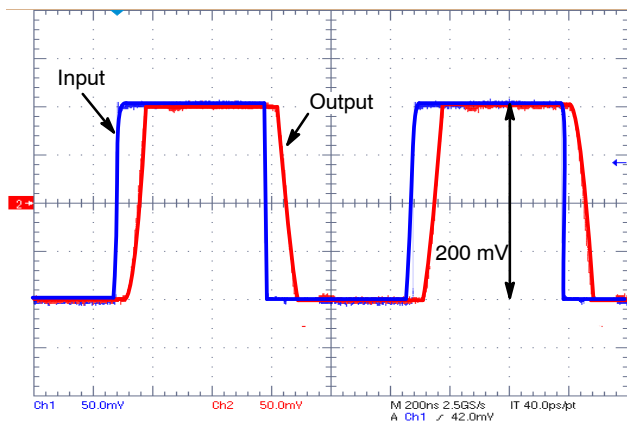 Input
Output
2
200 mV
Ch1 50.0mV Ch2 50.0mV M 200ns 2.5GS/s IT 40.0ps/pt
A Ch1 / 42.0mV